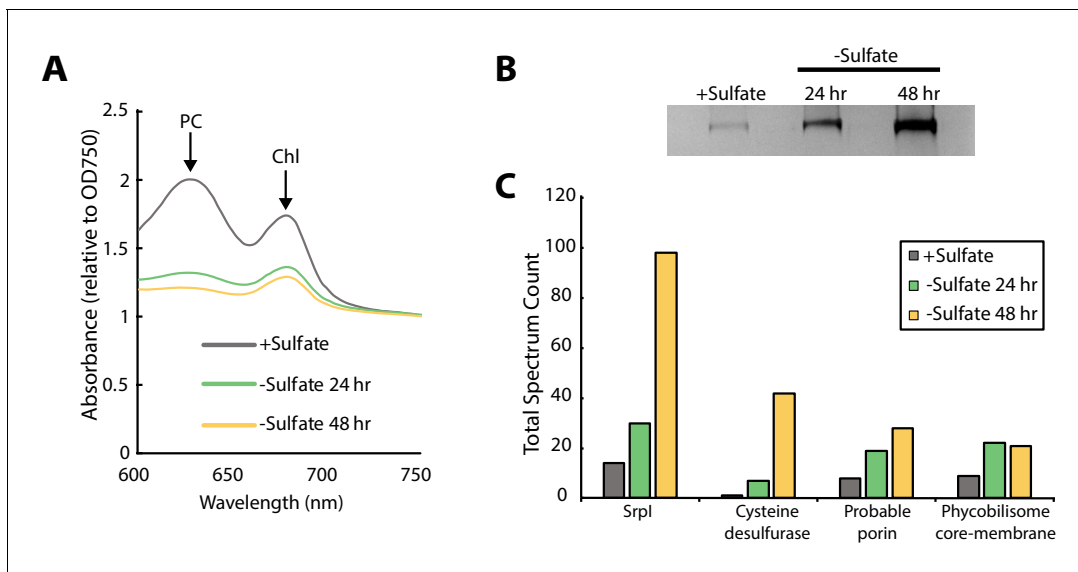 A
Absorbance (relative to OD750)
2.5
2
1.5
1
0.5
0
PC
Chl
+Sulfate
-Sulfate 24 hr
-Sulfate 48 hr
600
650
700
750
Wavelength (nm)
B
-Sulfate
+Sulfate 24 hr 48 hr
C
Total Spectrum Count
120
100
80
60
40
20
0
+Sulfate
-Sulfate 24 hr
-Sulfate 48 hr
SrpI
Cysteine
desulfurase
Probable
porin
Phycobilisome
core-membrane